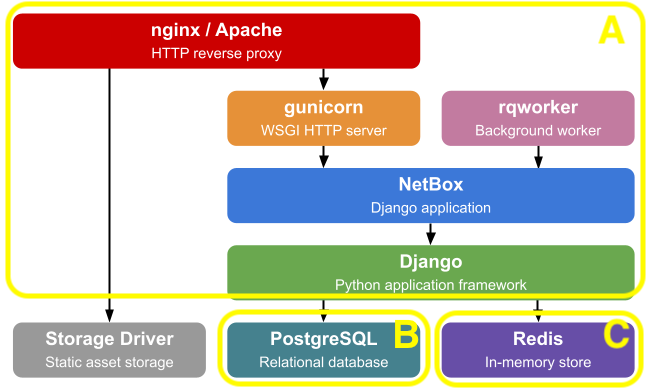 nginx / Apache
HTTP reverse proxy
A
gunicorn
WSGI HTTP server
rqworker
Background worker
NetBox
Django application
Django
Python application framework
Storage Driver
Static asset storage
PostgreSQL
Relational database
B
Redis
In-memory store
C